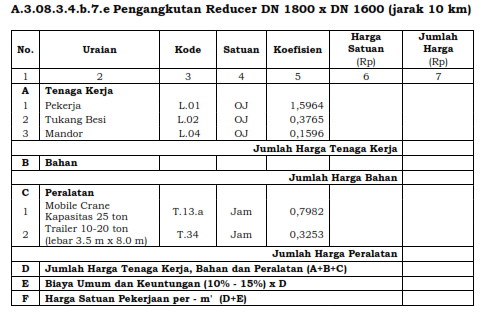 A.3.08.3.4.b.7.e Pengangkutan Reducer DN 1800 x DN 1600 (jarak 10 km)
No. Uraian Kode Satuan Koefisien Harga Satuan (Rp) Jumlah Harga (Rp)
1 2 3 4 5 6 7
A Tenaga Kerja
1 Pekerja L.01 OJ 1,5964
2 Tukang Besi L.02 OJ 0,3765
3 Mandor L.04 OJ 0,1596
Jumlah Harga Tenaga Kerja
B Bahan
Jumlah Harga Bahan
C Peralatan
1 Mobile Crane Kapasitas 25 ton T.13.a Jam 0,7982
2 Trailer 10-20 ton (lebar 3.5 m x 8.0 m) T.34 Jam 0,3253
Jumlah Harga Peralatan
D Jumlah Harga Tenaga Kerja, Bahan dan Peralatan (A+B+C)
E Biaya Umum dan Keuntungan (10% - 15%) x D
F Harga Satuan Pekerjaan per - m' (D+E)